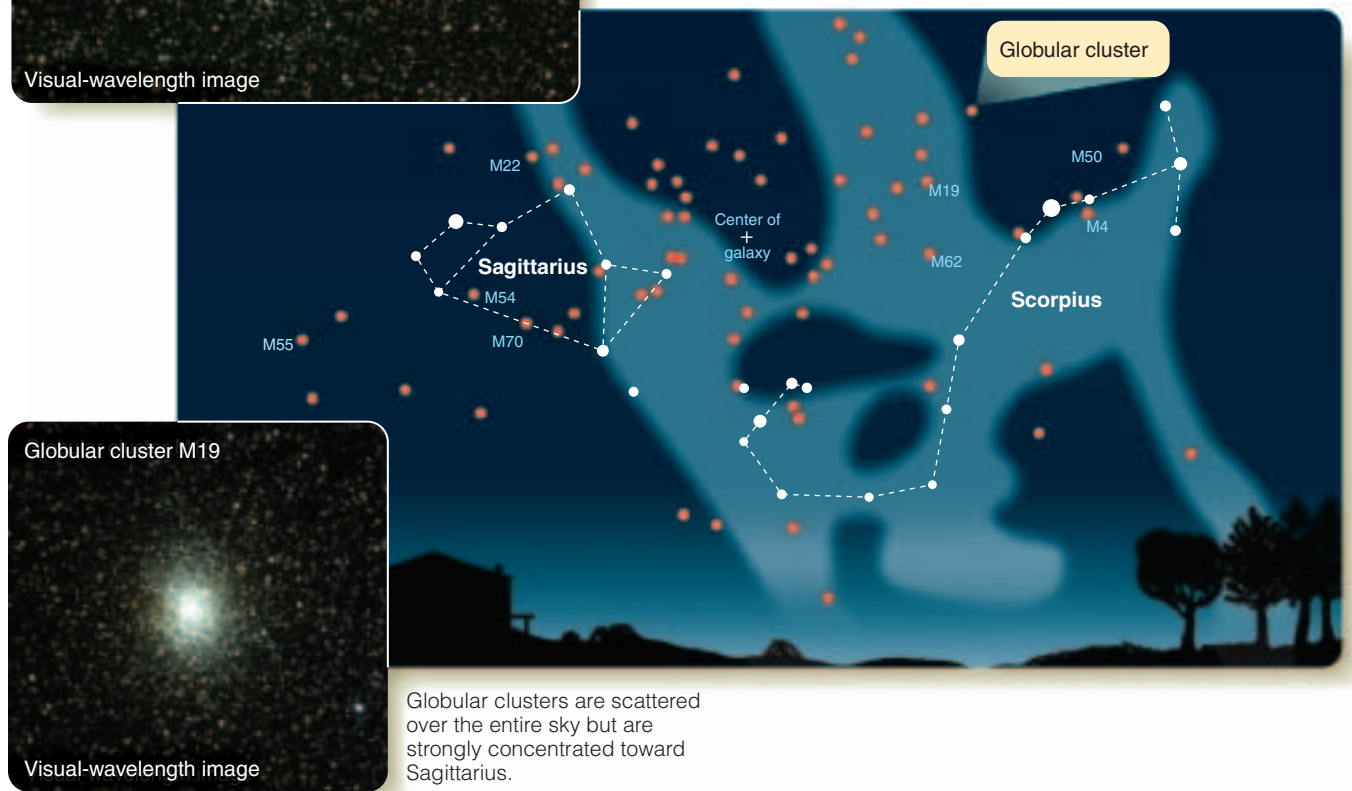 Visual-wavelength image
Globular cluster
M22
M50
M19
M4
Center of
galaxy
M62
Sagittarius
Scorpius
M54
M70
M55
Globular cluster M19
Visual-wavelength image
Globular clusters are scattered
over the entire sky but are
strongly concentrated toward
Sagittarius.